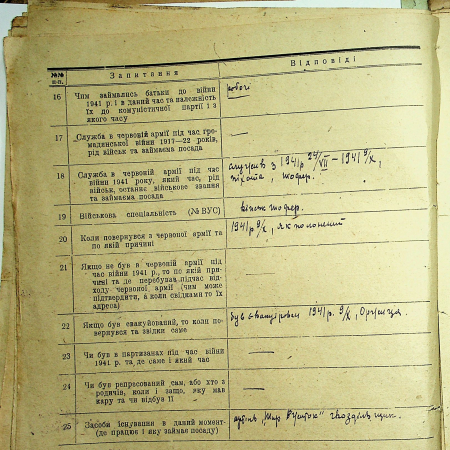 №№ п.п.
Запитання
Відповіді
16
Чим займались батьки до війни
1941 р. і в даний час та належність
їх до комуністичної партії і з
якого часу
робочі
17
Служба в червоній армії під час гро-
мадянської війни 1917—22 років,
рід військ та займаєма посада
—
18
Служба в червоній армії під час
війни 1941 року, який час, рід
військ, останнє військове звання
та займаєма посада
служив з 1941 р 24/VII — 1941 9/X,
піхота, шофер.
19
Військова спеціальність (№ ВУС)
шофер.
20
Коли повернувся з червоної армії та
по якій причині
1941 р 9/X, як полонений
21
Якщо не був в червоній армії під
час війни 1941 р., то по якій при-
чині та де перебував підчас від-
ходу червоної армії (чим може
підтвердити, а коли свідками то їх
адреса)
—
22
Якщо був евакуйований, то коли по-
вернувся та звідки саме
був 1941 р. 9/X,
23
Чи був в партизанах під час війни
1941 р. та де саме і який час
—
24
Чи був репресований сам, або хто з
родичів, коли і защо, яку мав
кару та чи відбув її
—
25
Засоби існування в даний момент-
(де працює і яку займає посаду)